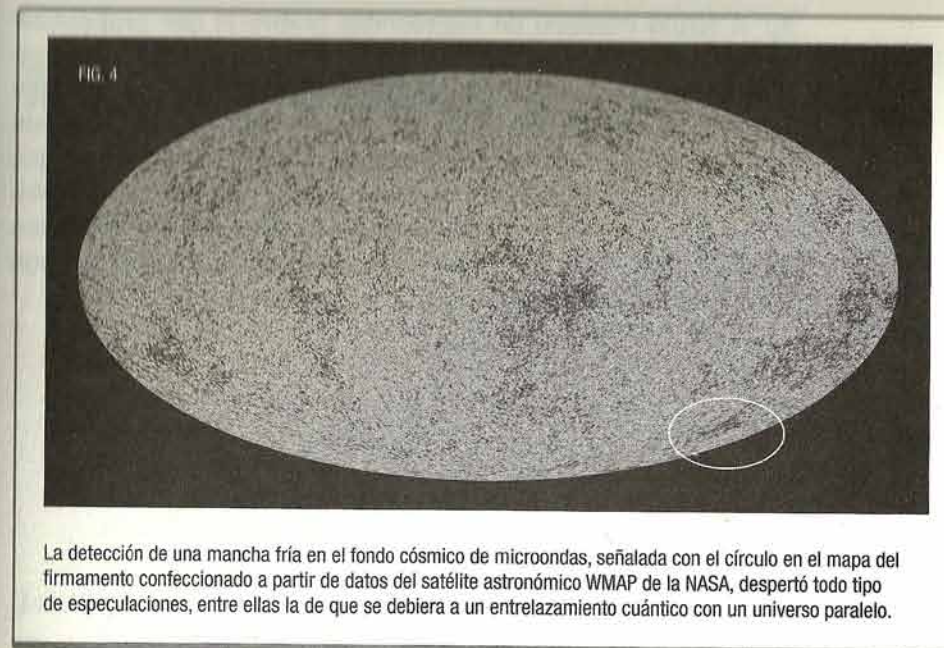 FIG. 4
La detección de una mancha fría en el fondo cósmico de microondas, señalada con el círculo en el mapa del
firmamento confeccionado a partir de datos del satélite astronómico WMAP de la NASA, despertó todo tipo
de especulaciones, entre ellas la de que se debiera a un entrelazamiento cuántico con un universo paralelo.